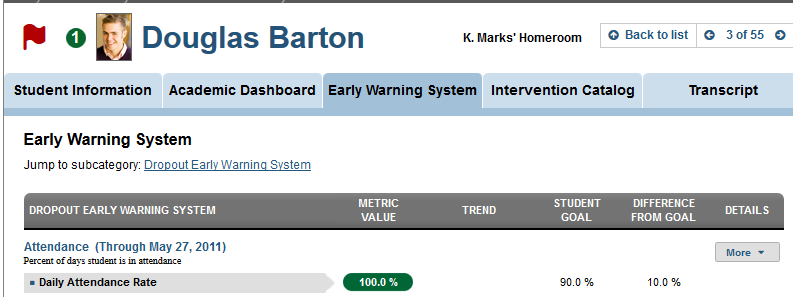 1 Douglas Barton
K. Marks' Homeroom
Back to list
3 of 55
Student Information
Academic Dashboard
Early Warning System
Intervention Catalog
Transcript
Early Warning System
Jump to subcategory: Dropout Early Warning System
DROPOUT EARLY WARNING SYSTEM
METRIC
VALUE
TREND
STUDENT
GOAL
DIFFERENCE
FROM GOAL
DETAILS
Attendance (Through May 27, 2011)
Percent of days student is in attendance
More
Daily Attendance Rate
100.0 %
90.0 %
10.0 %